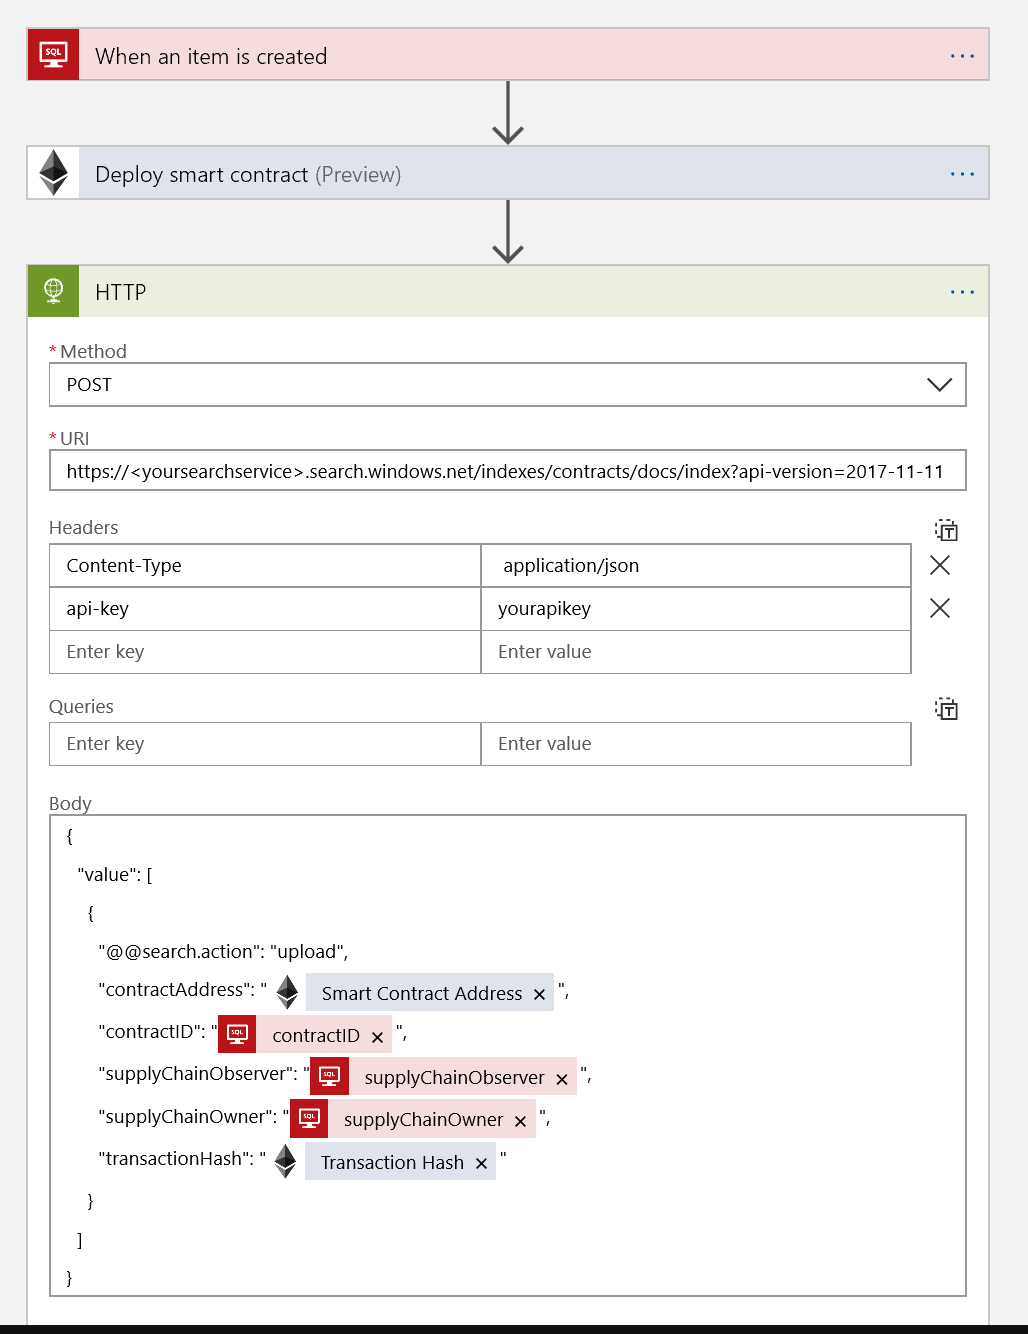 SQL When an item is created ...
Deploy smart contract (Preview) ...
HTTP ...
* Method
POST
* URI
https://<yoursearchservice>.search.windows.net/indexes/contracts/docs/index?api-version=2017-11-11
Headers
T
Content-Type application/json
api-key yourapikey
Enter key Enter value
Queries
T
Enter key Enter value
Body
{
"value": [
{
"@@search.action": "upload",
"contractAddress": " Smart Contract Address × ",
"contractID": " SQL contractID × ",
"supplyChainObserver": " SQL supplyChainObserver × ",
"supplyChainOwner": " SQL supplyChainOwner × ",
"transactionHash": " Transaction Hash × "
}
]
}